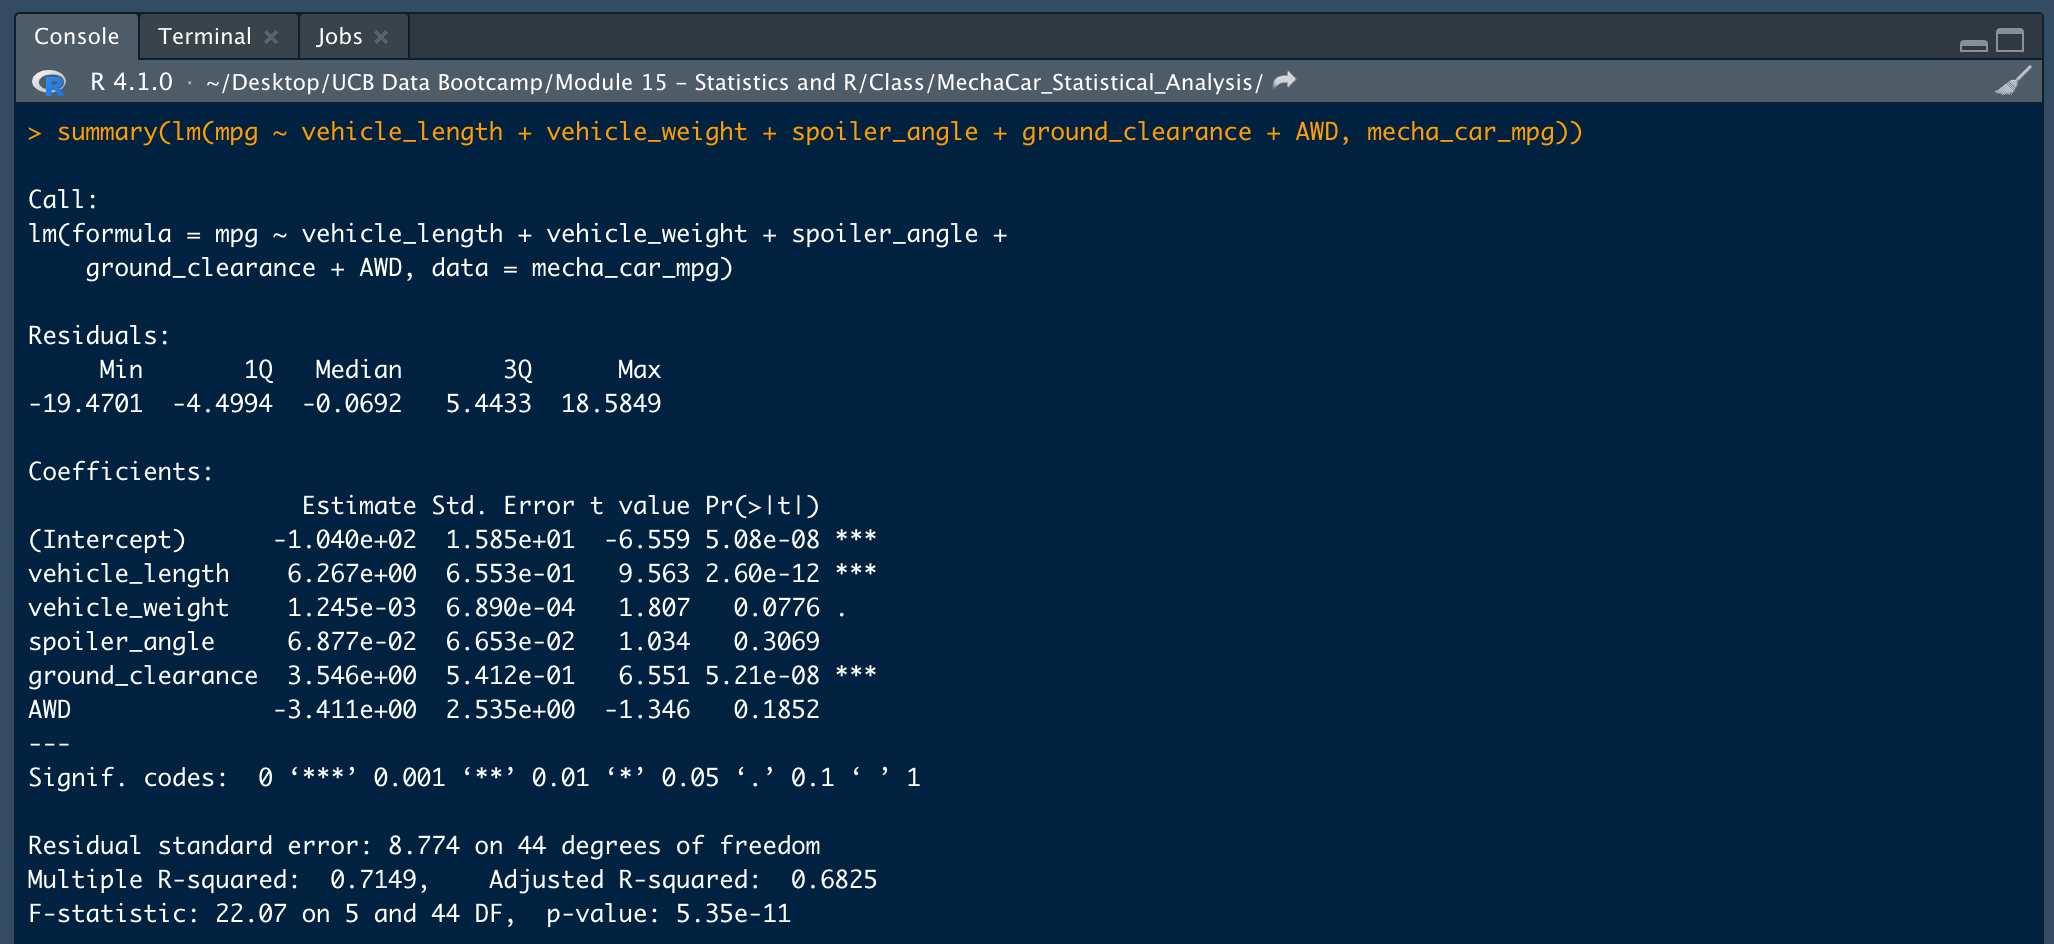 Console Terminal × Jobs ×
R R 4.1.0 · ~/Desktop/UCB Data Bootcamp/Module 15 – Statistics and R/Class/MechaCar_Statistical_Analysis/
> summary(lm(mpg ~ vehicle_length + vehicle_weight + spoiler_angle + ground_clearance + AWD, mecha_car_mpg))
Call:
lm(formula = mpg ~ vehicle_length + vehicle_weight + spoiler_angle +
    ground_clearance + AWD, data = mecha_car_mpg)
Residuals:
     Min       1Q   Median       3Q      Max
-19.4701  -4.4994  -0.0692   5.4433  18.5849
Coefficients:
                   Estimate Std. Error t value Pr(>|t|)
(Intercept)      -1.040e+02  1.585e+01  -6.559 5.08e-08 ***
vehicle_length    6.267e+00  6.553e-01   9.563 2.60e-12 ***
vehicle_weight    1.245e-03  6.890e-04   1.807   0.0776 .
spoiler_angle     6.877e-02  6.653e-02   1.034   0.3069
ground_clearance  3.546e+00  5.412e-01   6.551 5.21e-08 ***
AWD              -3.411e+00  2.535e+00  -1.346   0.1852
---
Signif. codes:  0 ‘***’ 0.001 ‘**’ 0.01 ‘*’ 0.05 ‘.’ 0.1 ‘ ’ 1
Residual standard error: 8.774 on 44 degrees of freedom
Multiple R-squared:  0.7149,    Adjusted R-squared:  0.6825
F-statistic: 22.07 on 5 and 44 DF,  p-value: 5.35e-11